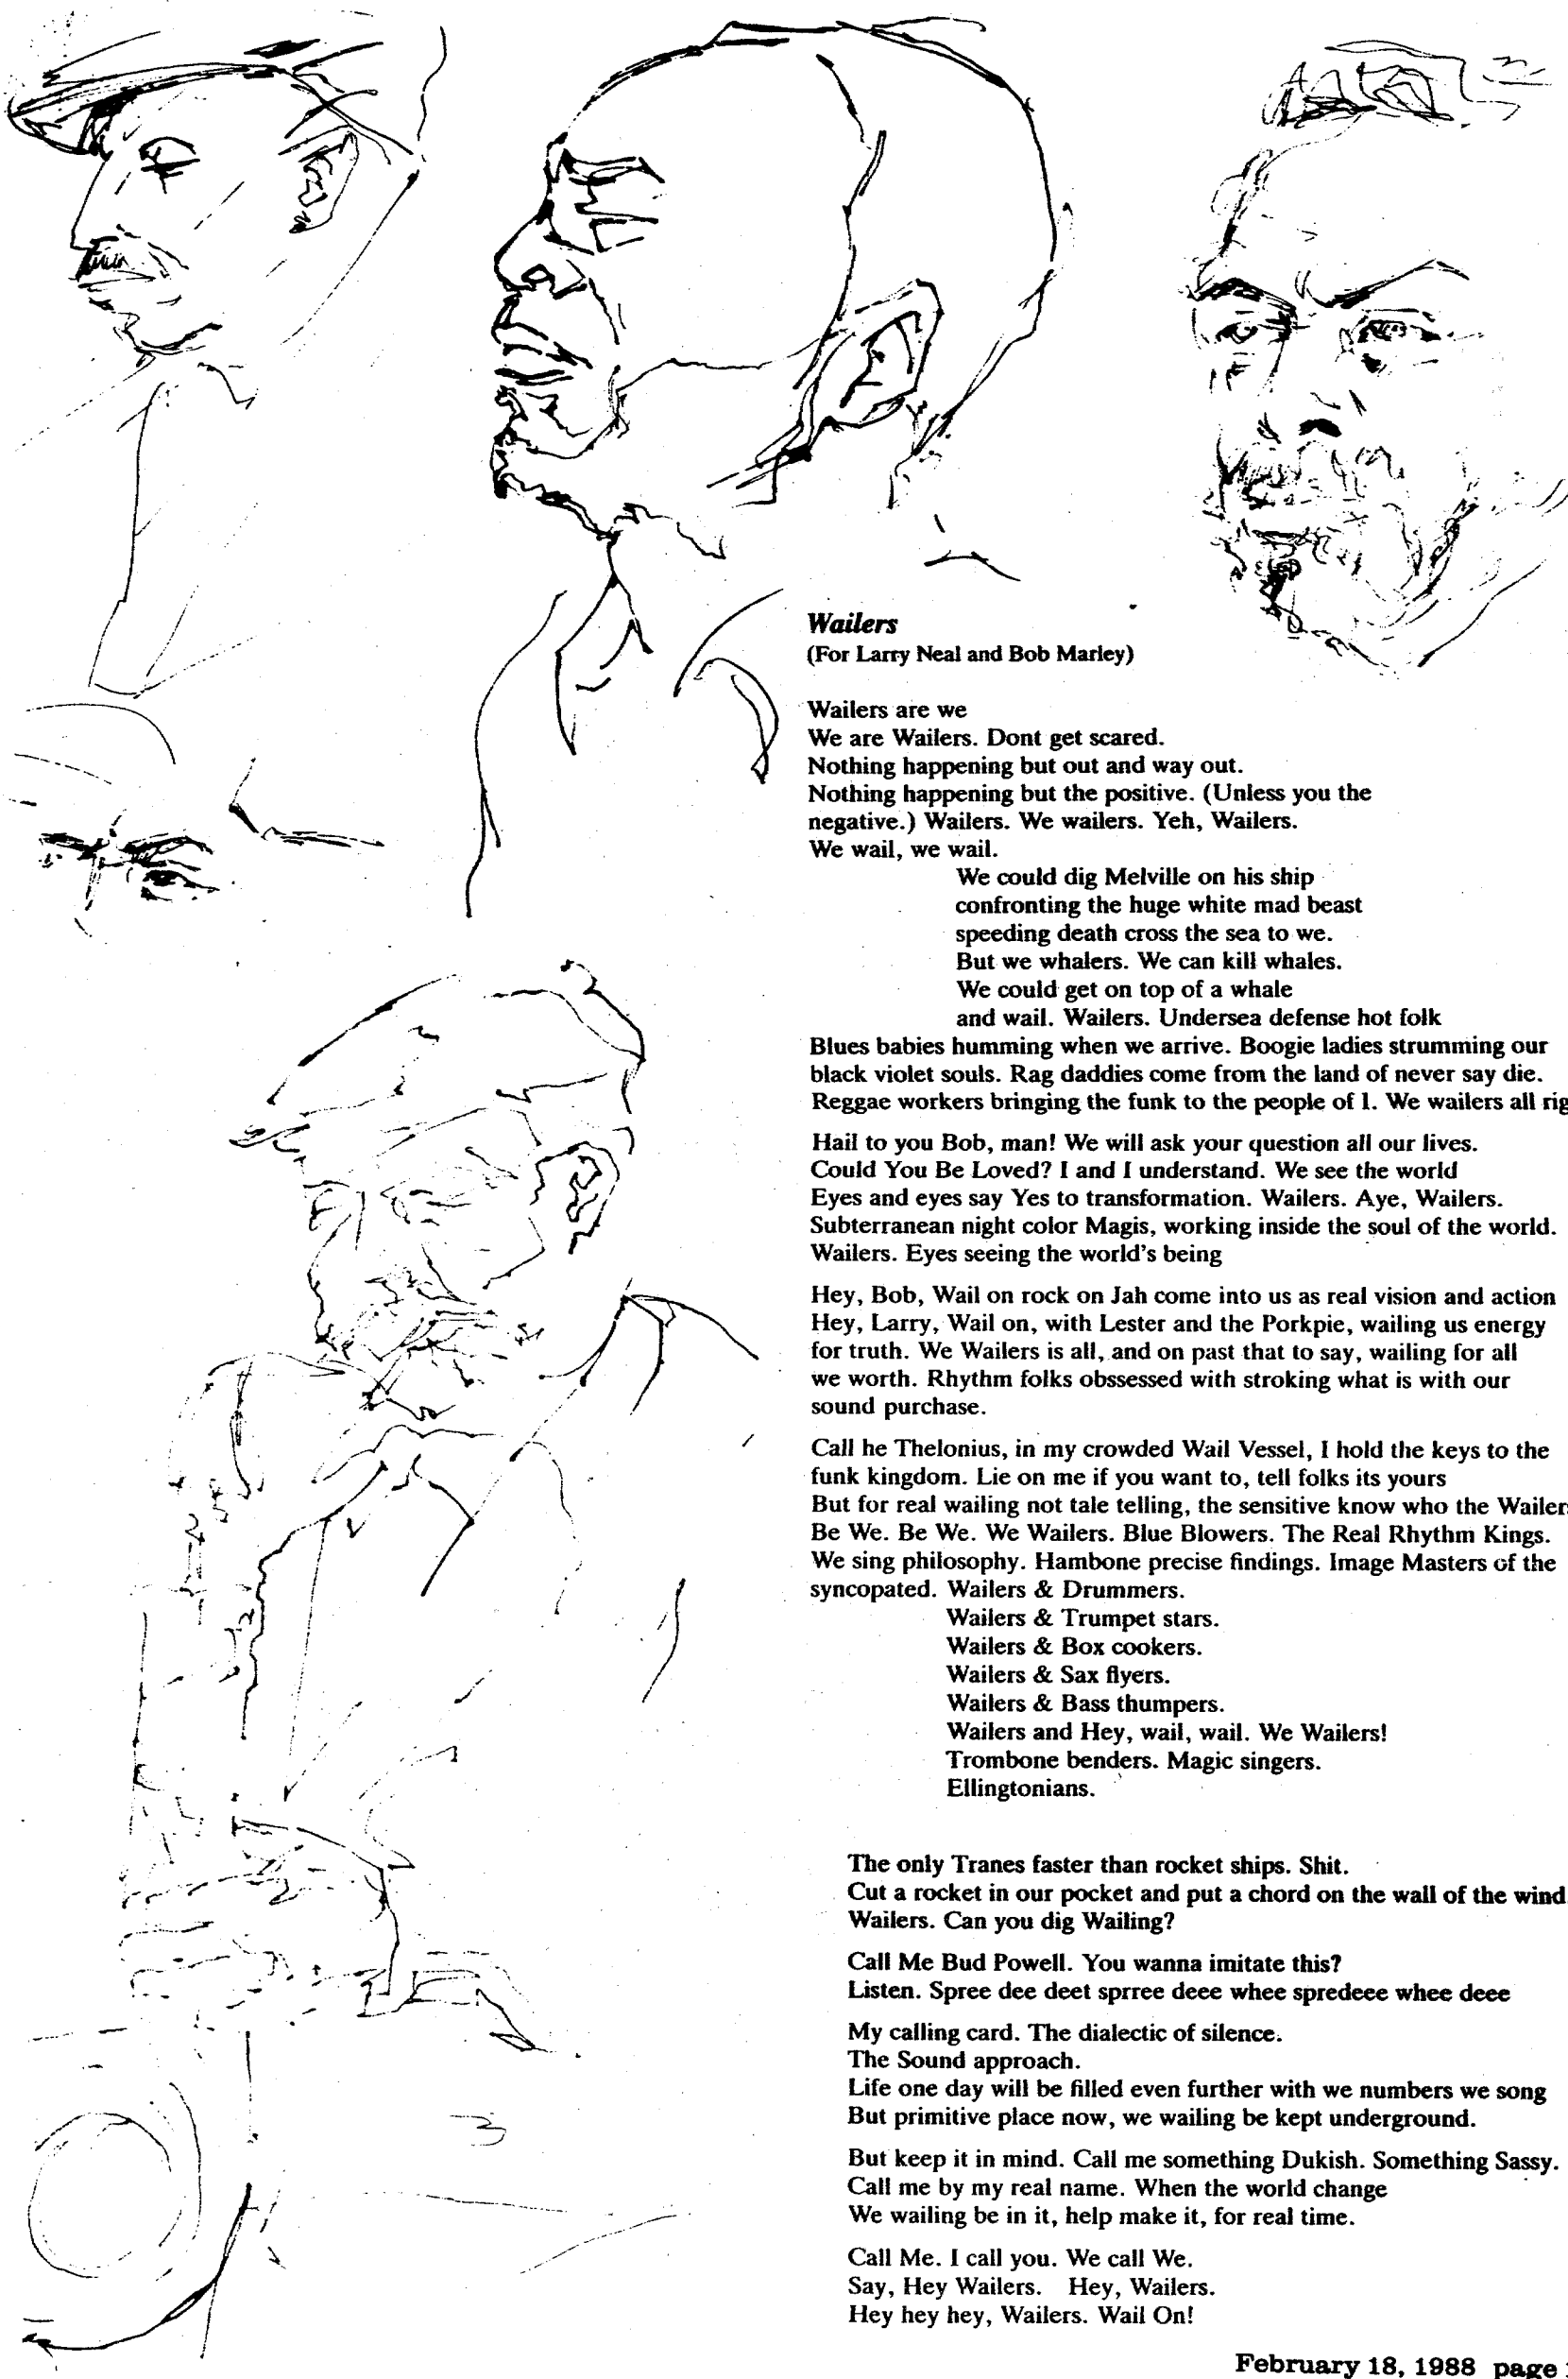 Wailers
(For Larry Neal and Bob Marley)
Wailers are we
We are Wailers. Dont get scared.
Nothing happening but out and way out.
Nothing happening but the positive. (Unless you the
negative.) Wailers. We wailers. Yeh, Wailers.
We wail, we wail.
We could dig Melville on his ship
confronting the huge white mad beast
speeding death cross the sea to we.
But we whalers. We can kill whales.
We could get on top of a whale
and wail. Wailers. Undersea defense hot folk
Blues babies humming when we arrive. Boogie ladies strumming our
black violet souls. Rag daddies come from the land of never say die.
Reggae workers bringing the funk to the people of I. We wailers all rig
Hail to you Bob, man! We will ask your question all our lives.
Could You Be Loved? I and I understand. We see the world
Eyes and eyes say Yes to transformation. Wailers. Aye, Wailers.
Subterranean night color Magis, working inside the soul of the world.
Wailers. Eyes seeing the world's being
Hey, Bob, Wail on rock on Jah come into us as real vision and action
Hey, Larry, Wail on, with Lester and the Porkpie, wailing us energy
for truth. We Wailers is all, and on past that to say, wailing for all
we worth. Rhythm folks obssessed with stroking what is with our
sound purchase.
Call he Thelonius, in my crowded Wail Vessel, I hold the keys to the
funk kingdom. Lie on me if you want to, tell folks its yours
But for real wailing not tale telling, the sensitive know who the Wailers
Be We. Be We. We Wailers. Blue Blowers. The Real Rhythm Kings.
We sing philosophy. Hambone precise findings. Image Masters of the
syncopated. Wailers & Drummers.
Wailers & Trumpet stars.
Wailers & Box cookers.
Wailers & Sax flyers.
Wailers & Bass thumpers.
Wailers and Hey, wail, wail. We Wailers!
Trombone benders. Magic singers.
Ellingtonians.
The only Tranes faster than rocket ships. Shit.
Cut a rocket in our pocket and put a chord on the wall of the wind
Wailers. Can you dig Wailing?
Call Me Bud Powell. You wanna imitate this?
Listen. Spree dee deet sprree deee whee spredeee whee deee
My calling card. The dialectic of silence.
The Sound approach.
Life one day will be filled even further with we numbers we song
But primitive place now, we wailing be kept underground.
But keep it in mind. Call me something Dukish. Something Sassy.
Call me by my real name. When the world change
We wailing be in it, help make it, for real time.
Call Me. I call you. We call We.
Say, Hey Wailers. Hey, Wailers.
Hey hey hey, Wailers. Wail On!
February 18, 1988 page